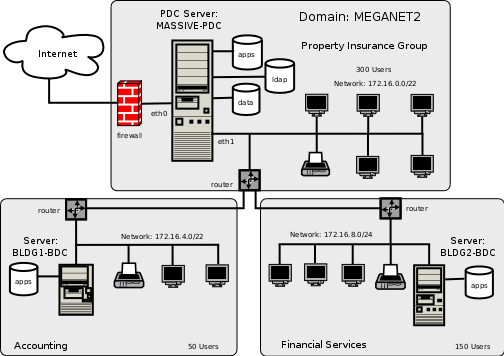 PDC Server:
MASSIVE-PDC
Domain: MEGANET2
Internet
apps
Property Insurance Group
ldap
300 Users
Network: 172.16.0.0/22
data
eth0
firewall
eth1
router
router
router
Network: 172.16.4.0/22
Network: 172.16.8.0/24
Server:
BLDG1-BDC
Server:
BLDG2-BDC
apps
apps
Accounting
50 Users
Financial Services
150 Users